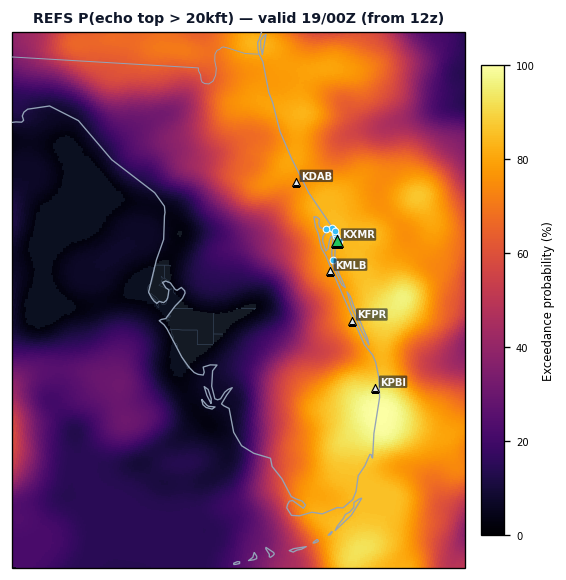 REFS P(echo top > 20kft) — valid 19/00Z (from 12z)
KDAB
KXMR
KMLB
KFPR
KPBI
100
80
60
40
20
0
Exceedance probability (%)